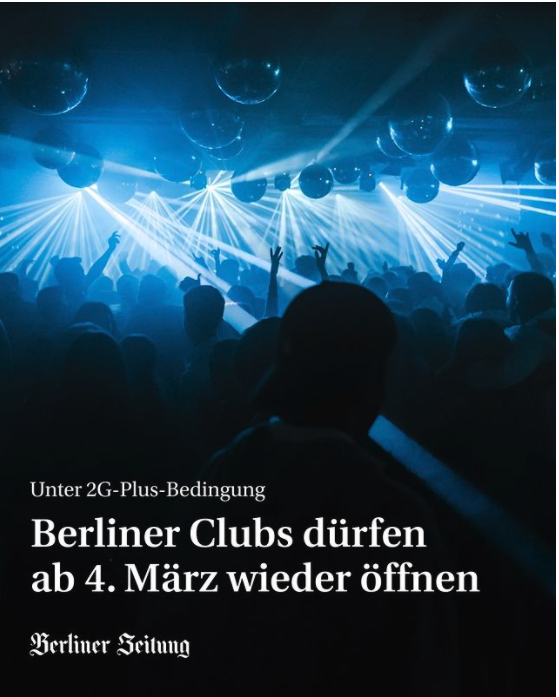 Unter 2G-Plus-Bedingung
Berliner Clubs dürfen
ab 4. März wieder öffnen
Berliner Zeitung